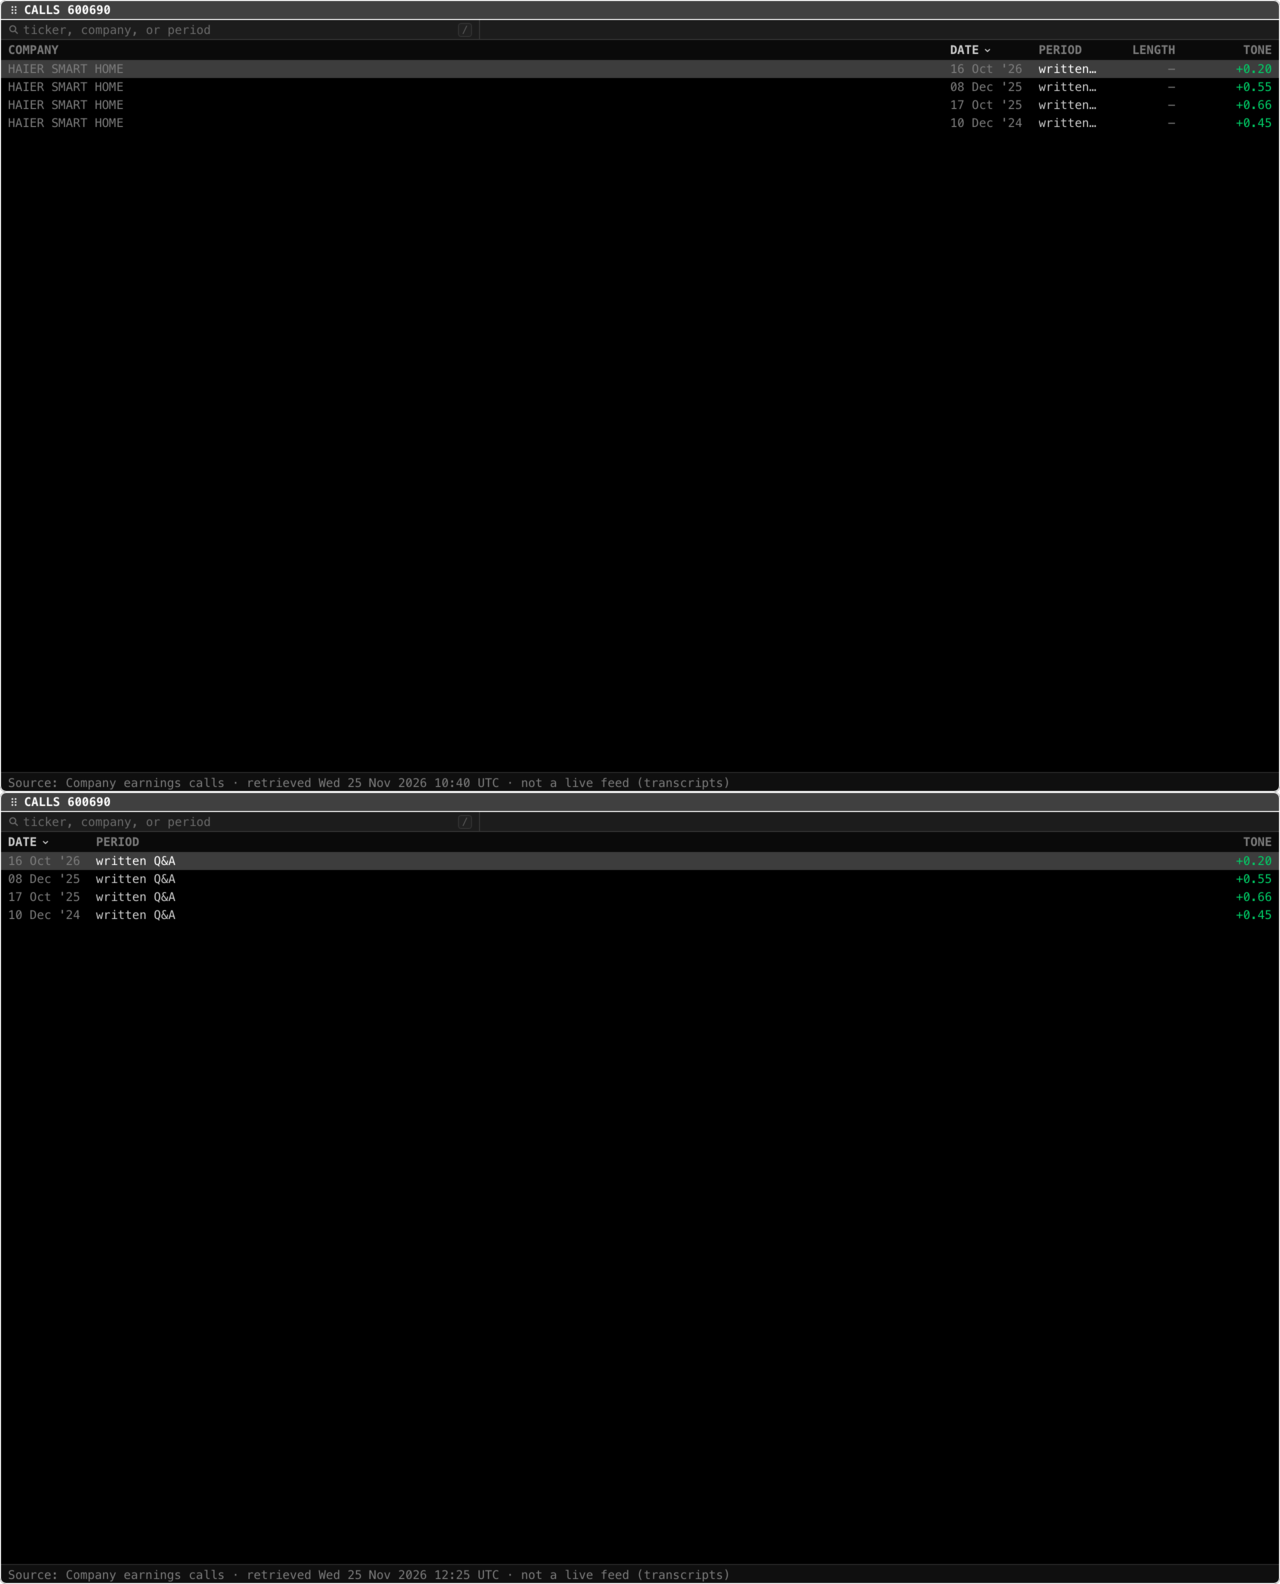 ⠿ CALLS 600690
ticker, company, or period /
COMPANY DATE ⌄ PERIOD LENGTH TONE
HAIER SMART HOME 16 Oct '26 written… — +0.20
HAIER SMART HOME 08 Dec '25 written… — +0.55
HAIER SMART HOME 17 Oct '25 written… — +0.66
HAIER SMART HOME 10 Dec '24 written… — +0.45
Source: Company earnings calls · retrieved Wed 25 Nov 2026 10:40 UTC · not a live feed (transcripts)
⠿ CALLS 600690
ticker, company, or period /
DATE ⌄ PERIOD TONE
16 Oct '26 written Q&A +0.20
08 Dec '25 written Q&A +0.55
17 Oct '25 written Q&A +0.66
10 Dec '24 written Q&A +0.45
Source: Company earnings calls · retrieved Wed 25 Nov 2026 12:25 UTC · not a live feed (transcripts)